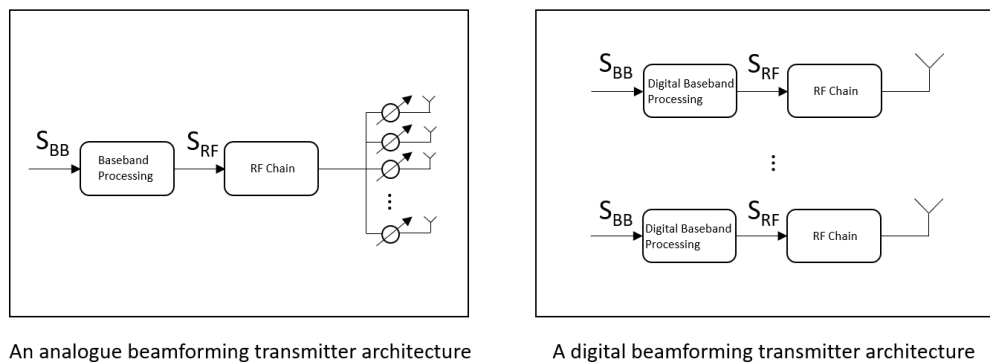 S_BB
Baseband
Processing
S_RF
RF Chain
An analogue beamforming transmitter architecture
S_BB
Digital Baseband
Processing
S_RF
RF Chain
S_BB
Digital Baseband
Processing
S_RF
RF Chain
A digital beamforming transmitter architecture